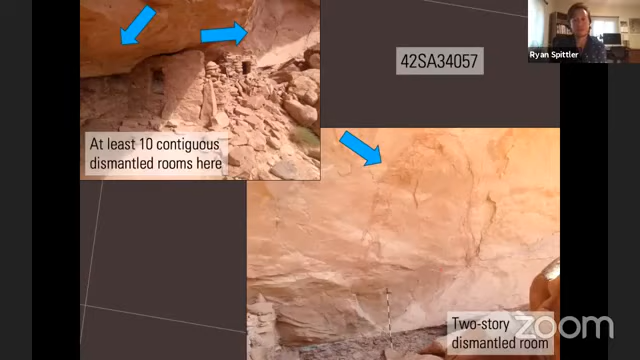 Ryan Spittler
42SA34057
At least 10 contiguous
dismantled rooms here
Two-story
dismantled room
zoom